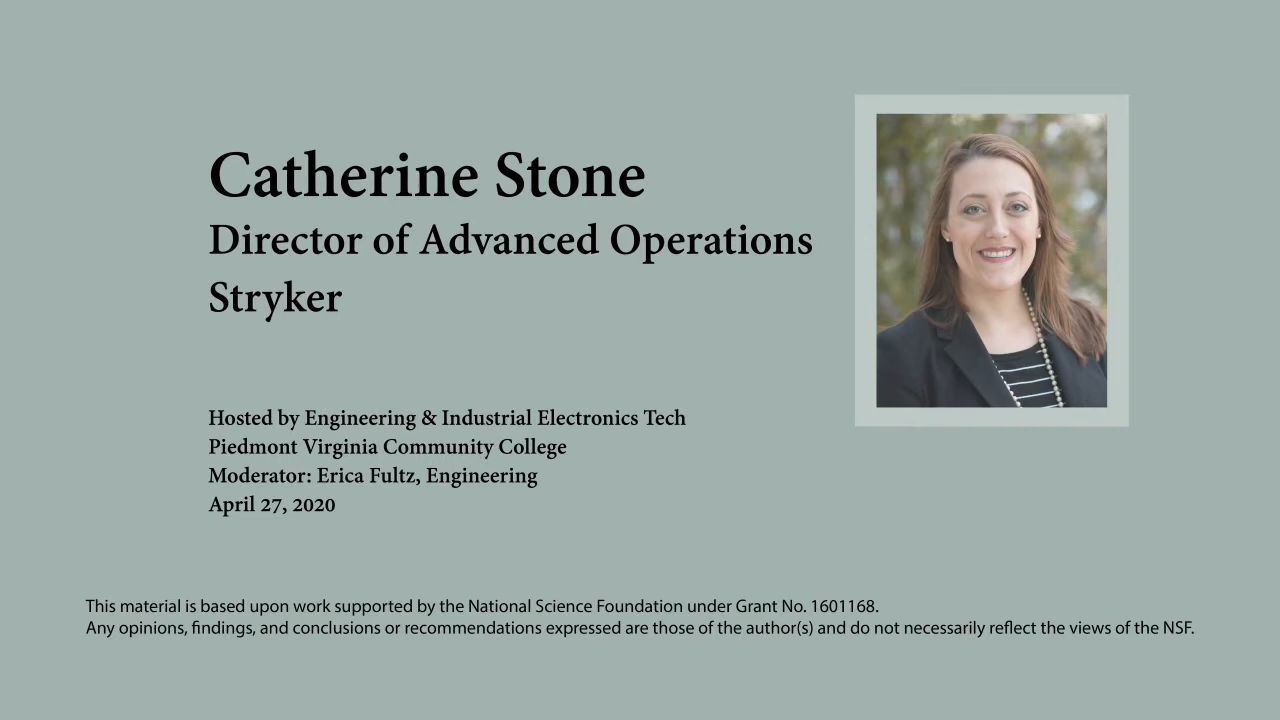 Catherine Stone
Director of Advanced Operations
Stryker
Hosted by Engineering & Industrial Electronics Tech
Piedmont Virginia Community College
Moderator: Erica Fultz, Engineering
April 27, 2020
This material is based upon work supported by the National Science Foundation under Grant No. 1601168.
Any opinions, findings, and conclusions or recommendations expressed are those of the author(s) and do not necessarily reflect the views of the NSF.